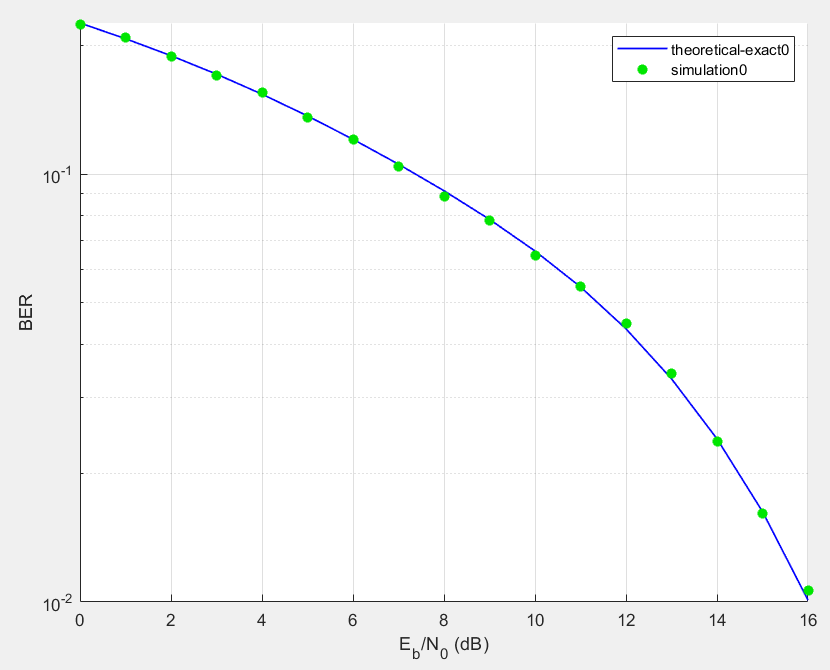 theoretical-exact0
simulation0
10^-1
10^-2
BER
0 2 4 6 8 10 12 14 16
E_b/N_0 (dB)